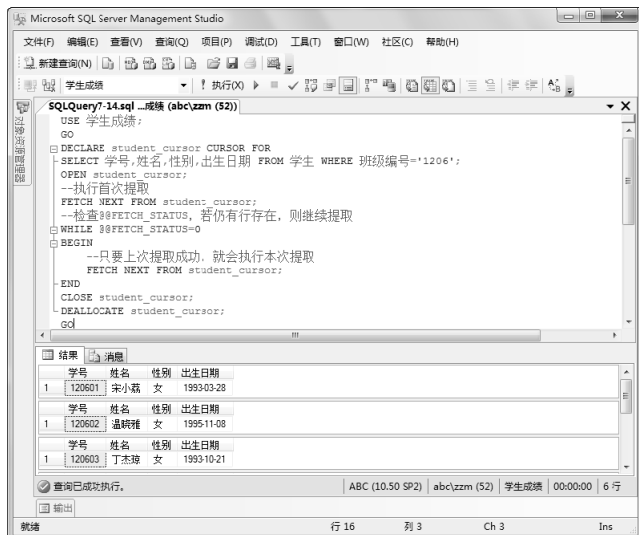 Microsoft SQL Server Management Studio
文件(F) 编辑(E) 查看(V) 查询(Q) 项目(P) 调试(D) 工具(T) 窗口(W) 社区(C) 帮助(H)
新建查询(N)
学生成绩 执行(X)
对象资源管理器
SQLQuery7-14.sql ...成绩 (abc\zzm (52))
USE 学生成绩;
GO
DECLARE student_cursor CURSOR FOR
SELECT 学号,姓名,性别,出生日期 FROM 学生 WHERE 班级编号='1206';
OPEN student_cursor;
--执行首次提取
FETCH NEXT FROM student_cursor;
--检查@@FETCH_STATUS, 若仍有行存在, 则继续提取
WHILE @@FETCH_STATUS=0
BEGIN
--只要上次提取成功, 就会执行本次提取
FETCH NEXT FROM student_cursor;
END
CLOSE student_cursor;
DEALLOCATE student_cursor;
GO
结果 消息
学号 姓名 性别 出生日期
1 120601 宋小荔 女 1993-03-28
学号 姓名 性别 出生日期
1 120602 温晓雅 女 1995-11-08
学号 姓名 性别 出生日期
1 120603 丁杰琼 女 1993-10-21
查询已成功执行。 ABC (10.50 SP2) abc\zzm (52) 学生成绩 00:00:00 6 行
输出
就绪 行 16 列 3 Ch 3 Ins